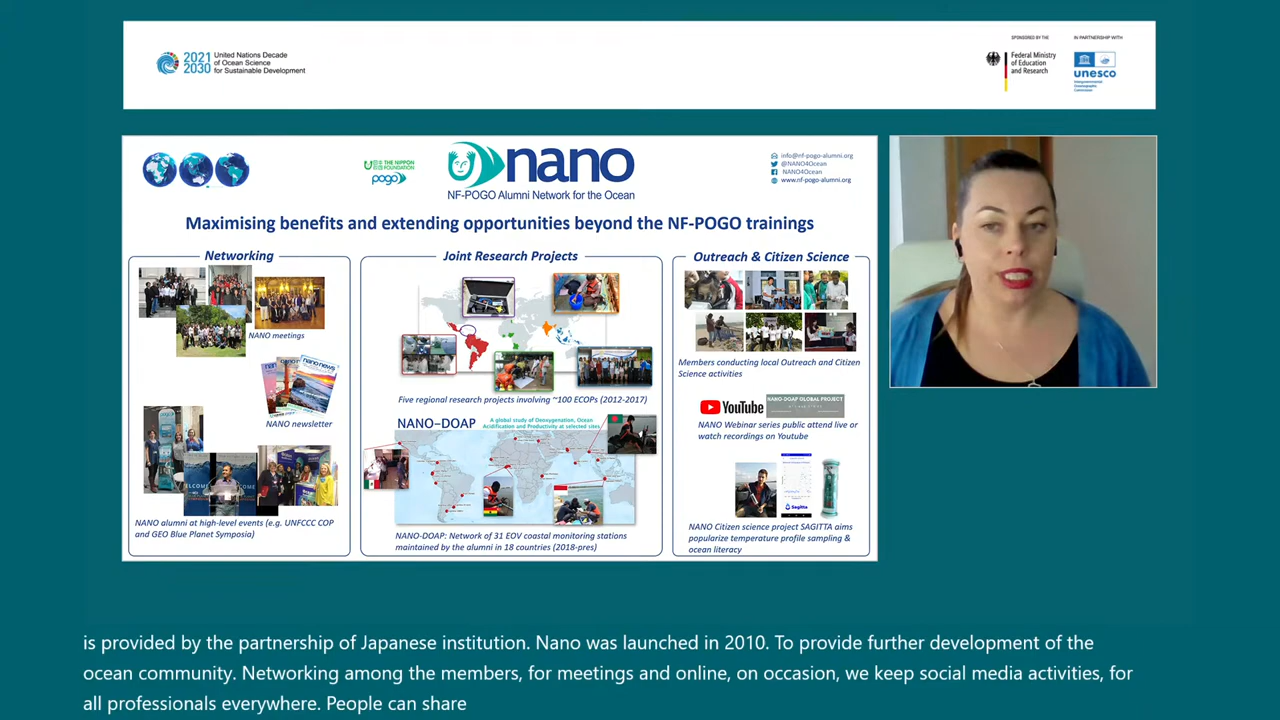 2021
2030
United Nations Decade
of Ocean Science
for Sustainable Development
SPONSORED BY THE
Federal Ministry
of Education
and Research
IN PARTNERSHIP WITH
unesco
Intergovernmental
Oceanographic
Commission
THE NIPPON
FOUNDATION
pogo
nano
NF-POGO Alumni Network for the Ocean
info@nf-pogo-alumni.org
@NANO4Ocean
NANO4Ocean
www.nf-pogo-alumni.org
Maximising benefits and extending opportunities beyond the NF-POGO trainings
Networking
NANO meetings
nano news
NANO newsletter
NANO alumni at high-level events (e.g. UNFCCC COP
and GEO Blue Planet Symposia)
Joint Research Projects
Five regional research projects involving ~100 ECOPs (2012-2017)
NANO-DOAP
A global study of Deoxygenation, Ocean
Acidification and Productivity at selected sites
NANO-DOAP: Network of 31 EOV coastal monitoring stations
maintained by the alumni in 18 countries (2018-pres)
Outreach & Citizen Science
Members conducting local Outreach and Citizen
Science activities
YouTube
NANO-DOAP GLOBAL PROJECT
NANO Webinar series public attend live or
watch recordings on Youtube
Sagitta
NANO Citizen science project SAGITTA aims
popularize temperature profile sampling &
ocean literacy
is provided by the partnership of Japanese institution. Nano was launched in 2010. To provide further development of the
ocean community. Networking among the members, for meetings and online, on occasion, we keep social media activities, for
all professionals everywhere. People can share